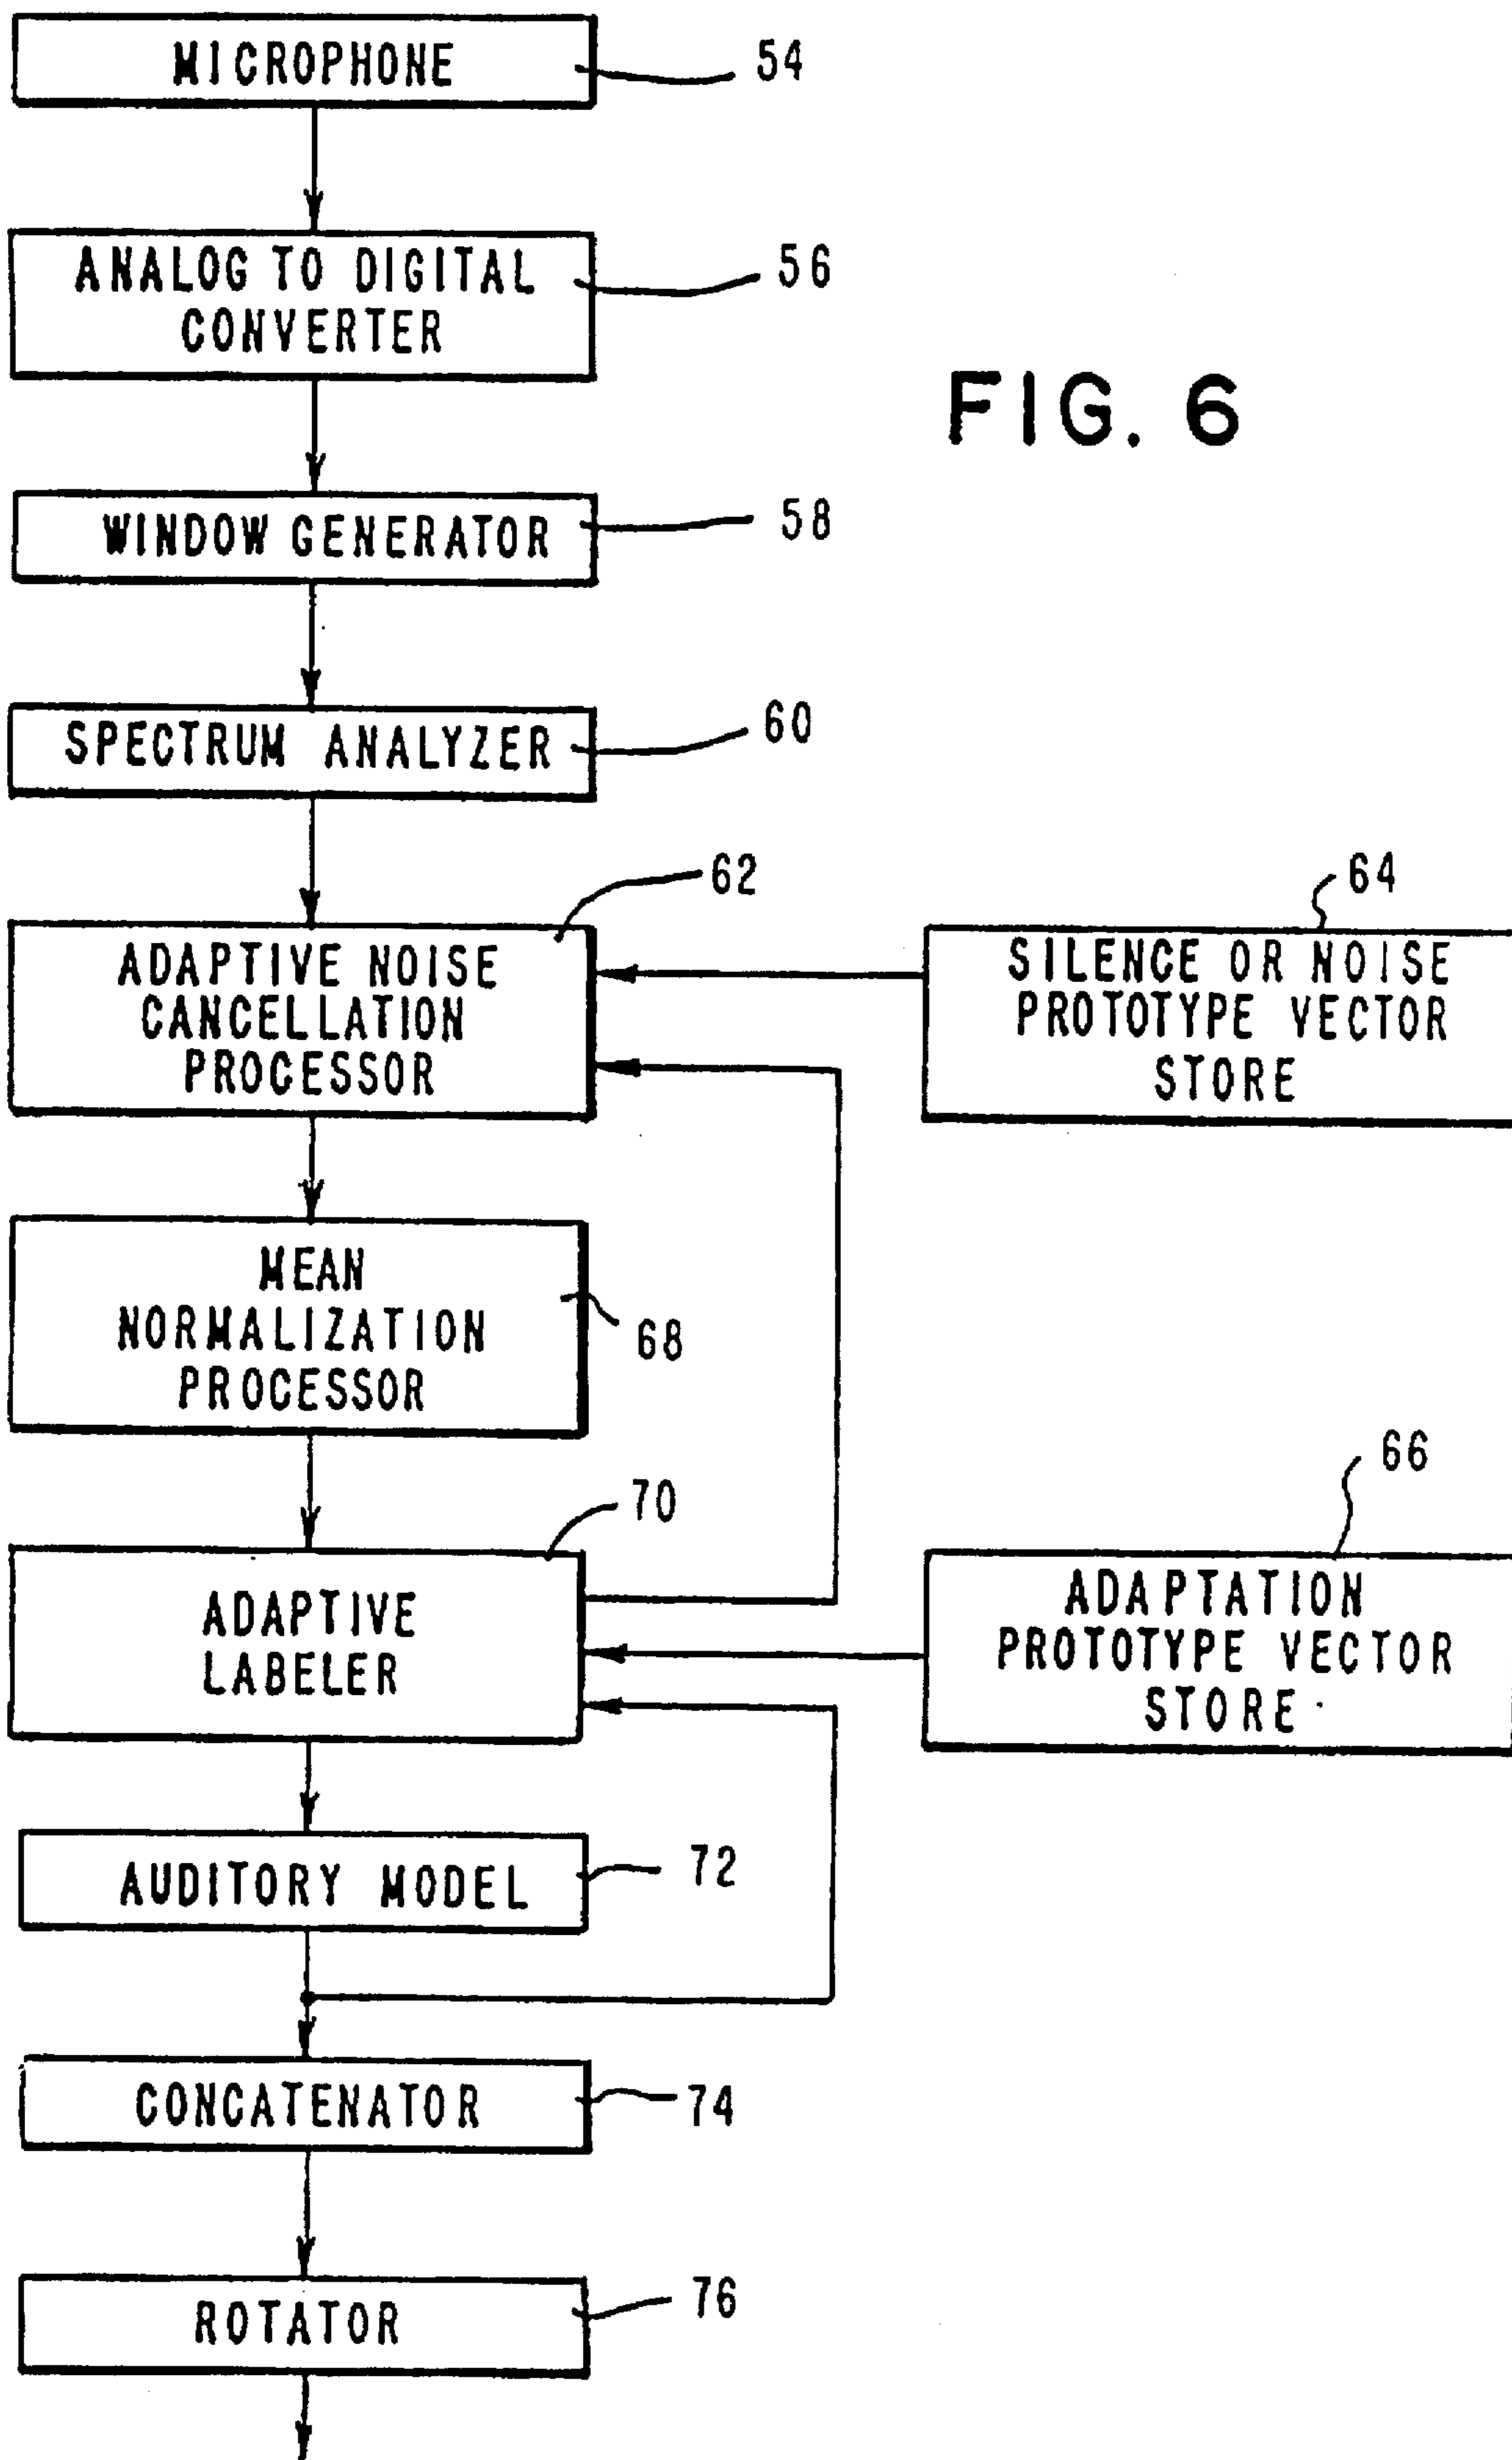 MICROPHONE
54
ANALOG TO DIGITAL
CONVERTER
56
FIG. 6
WINDOW GENERATOR
58
SPECTRUM ANALYZER
60
62
ADAPTIVE NOISE
CANCELLATION
PROCESSOR
64
SILENCE OR NOISE
PROTOTYPE VECTOR
STORE
MEAN
NORMALIZATION
PROCESSOR
68
70
ADAPTIVE
LABELER
66
ADAPTATION
PROTOTYPE VECTOR
STORE
AUDITORY MODEL
72
CONCATENATOR
74
ROTATOR
76